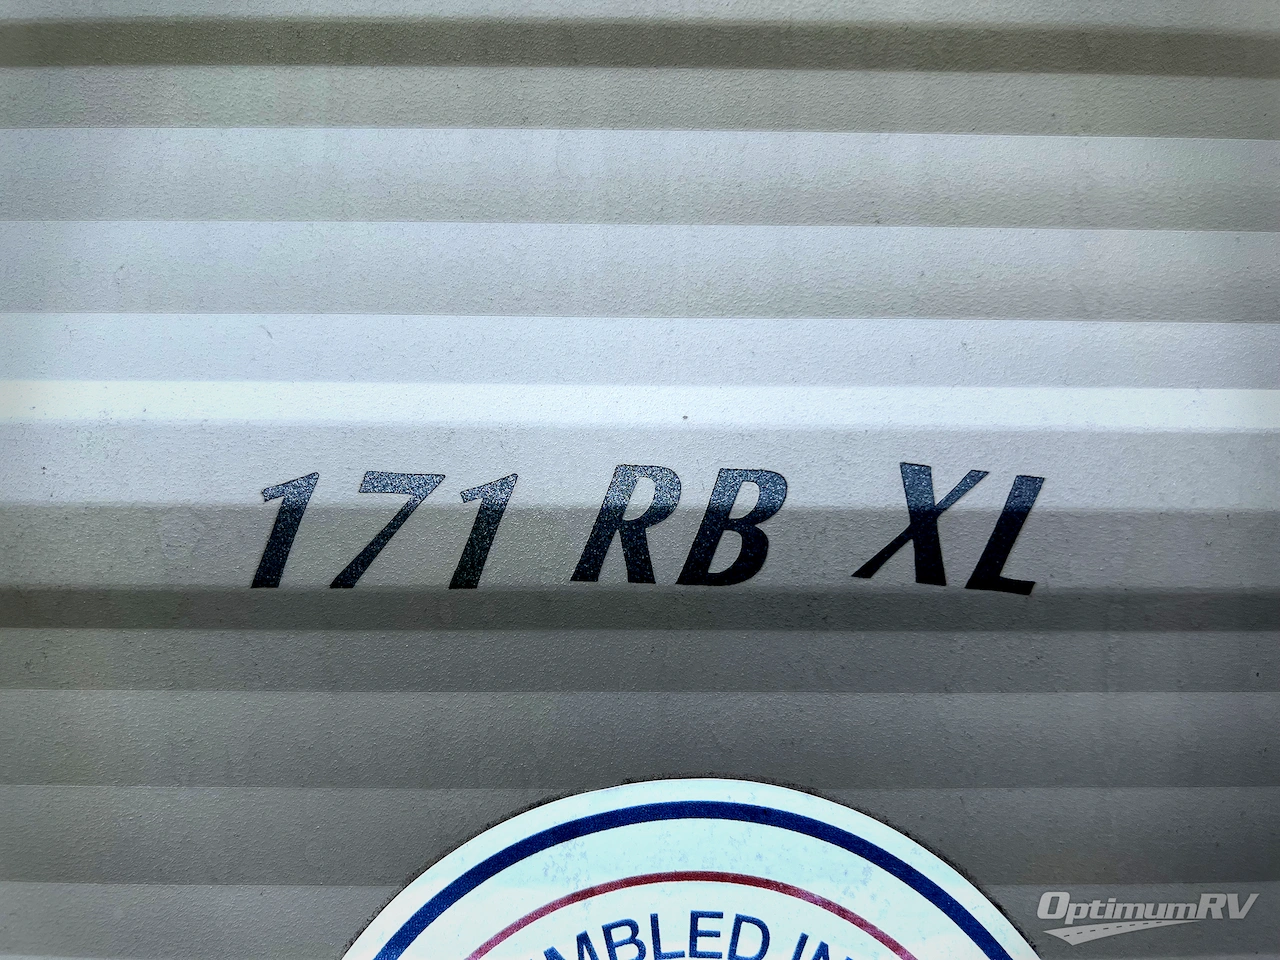 171 RB XL
MBLED IN
OptimumRV